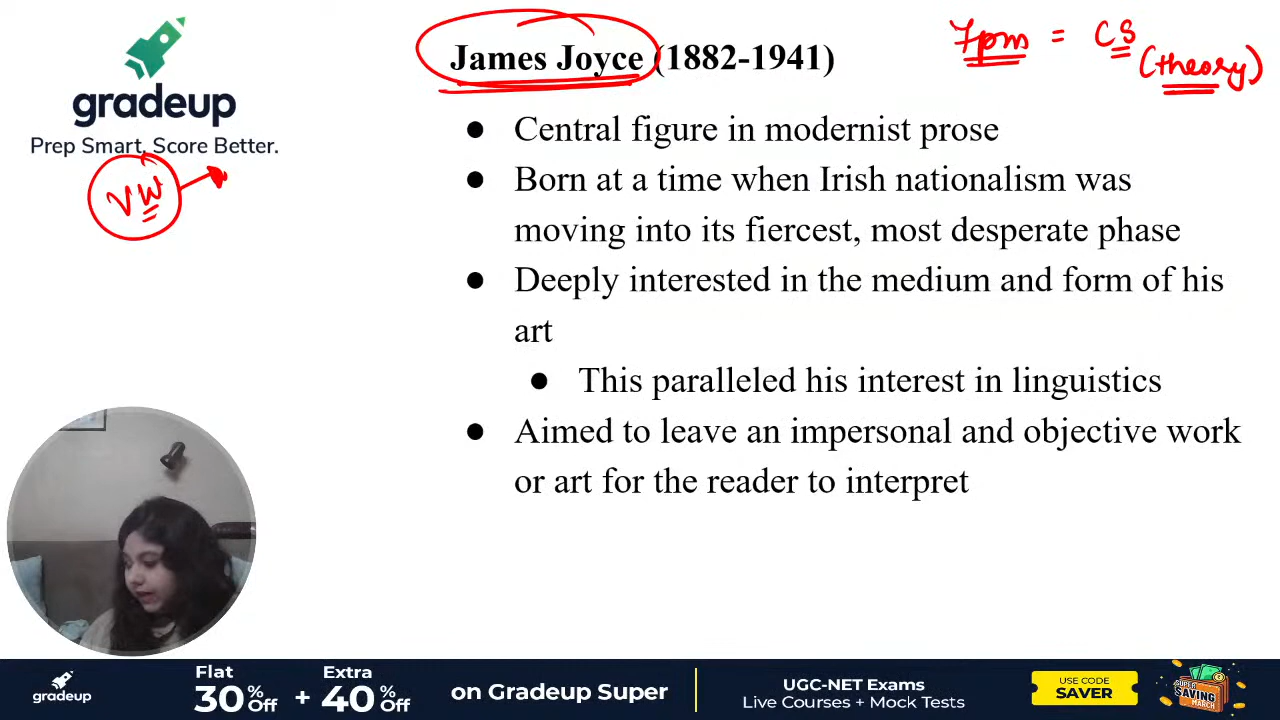 gradeup
Prep Smart, Score Better.
VW
James Joyce (1882-1941)
7pm = CS
(theory)
● Central figure in modernist prose
● Born at a time when Irish nationalism was
moving into its fiercest, most desperate phase
● Deeply interested in the medium and form of his
art
● This paralleled his interest in linguistics
● Aimed to leave an impersonal and objective work
or art for the reader to interpret
gradeup
Flat 30% Off + Extra 40% Off
on Gradeup Super
UGC-NET Exams
Live Courses + Mock Tests
USE CODE
SAVER
SUPER
SAVING
MARCH